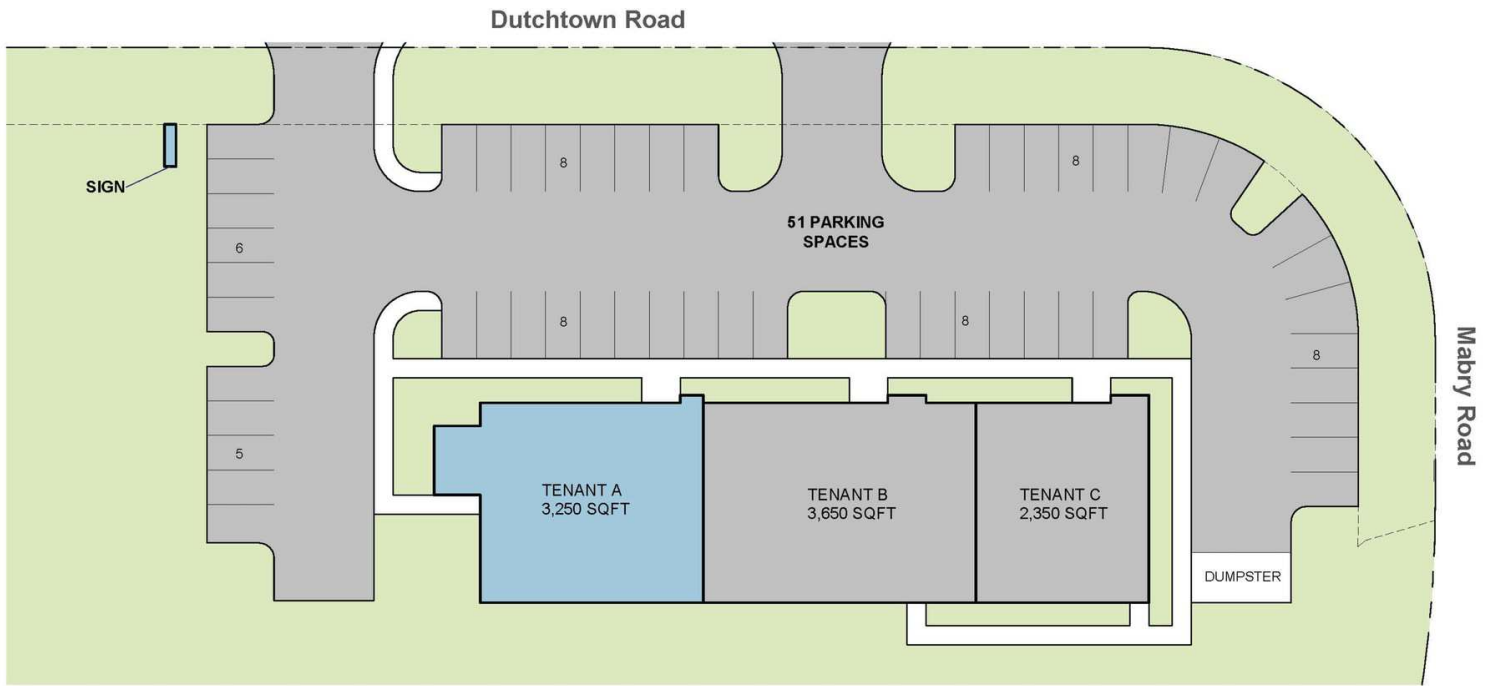 Dutchtown Road
SIGN
8
8
51 PARKING
SPACES
6
8
8
8
Mabry Road
5
TENANT A
3,250 SQFT
TENANT B
3,650 SQFT
TENANT C
2,350 SQFT
DUMPSTER